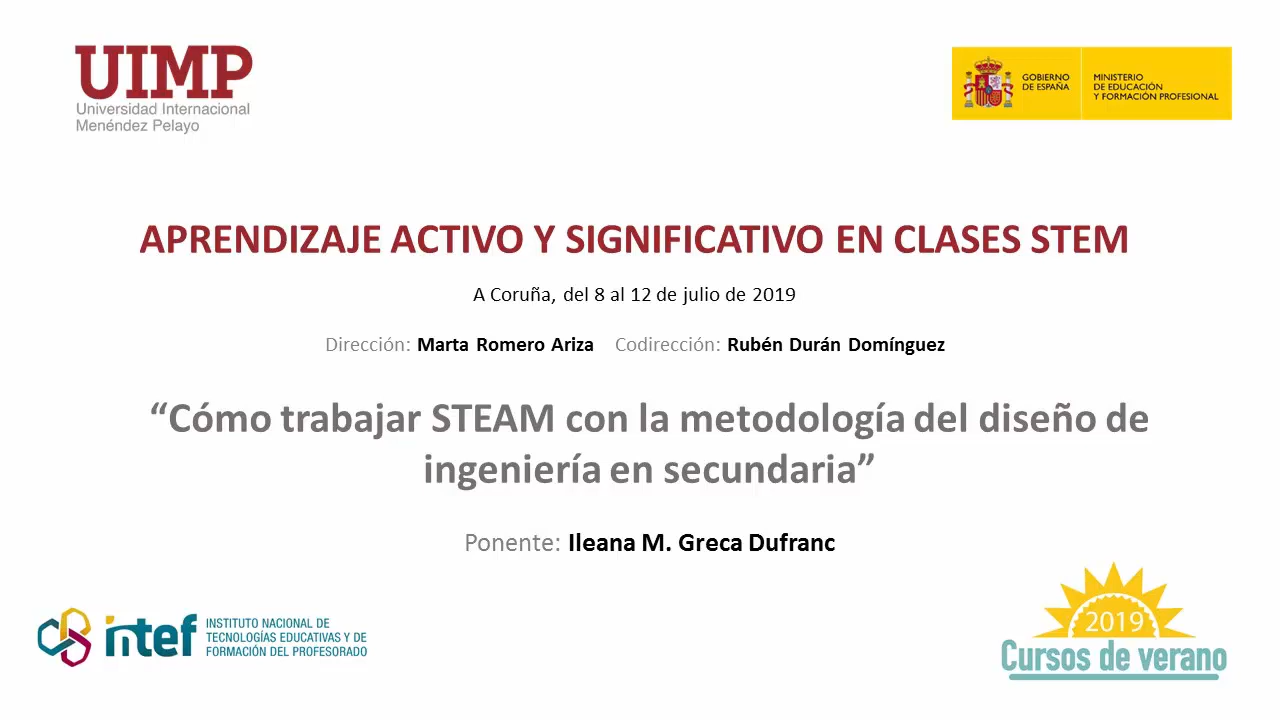 UIMP
Universidad Internacional
Menéndez Pelayo
GOBIERNO
DE ESPAÑA
MINISTERIO
DE EDUCACIÓN
Y FORMACIÓN PROFESIONAL
APRENDIZAJE ACTIVO Y SIGNIFICATIVO EN CLASES STEM
A Coruña, del 8 al 12 de julio de 2019
Dirección: Marta Romero Ariza Codirección: Rubén Durán Domínguez
“Cómo trabajar STEAM con la metodología del diseño de
ingeniería en secundaria”
Ponente: Ileana M. Greca Dufranc
intef
INSTITUTO NACIONAL DE
TECNOLOGÍAS EDUCATIVAS Y DE
FORMACIÓN DEL PROFESORADO
2019
Cursos de verano